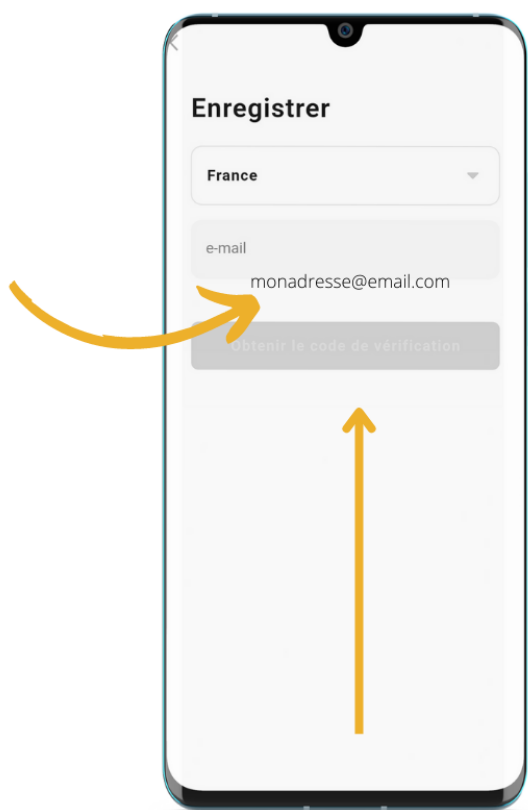 Enregistrer
France
e-mail
monadresse@email.com
Obtenir le code de vérification